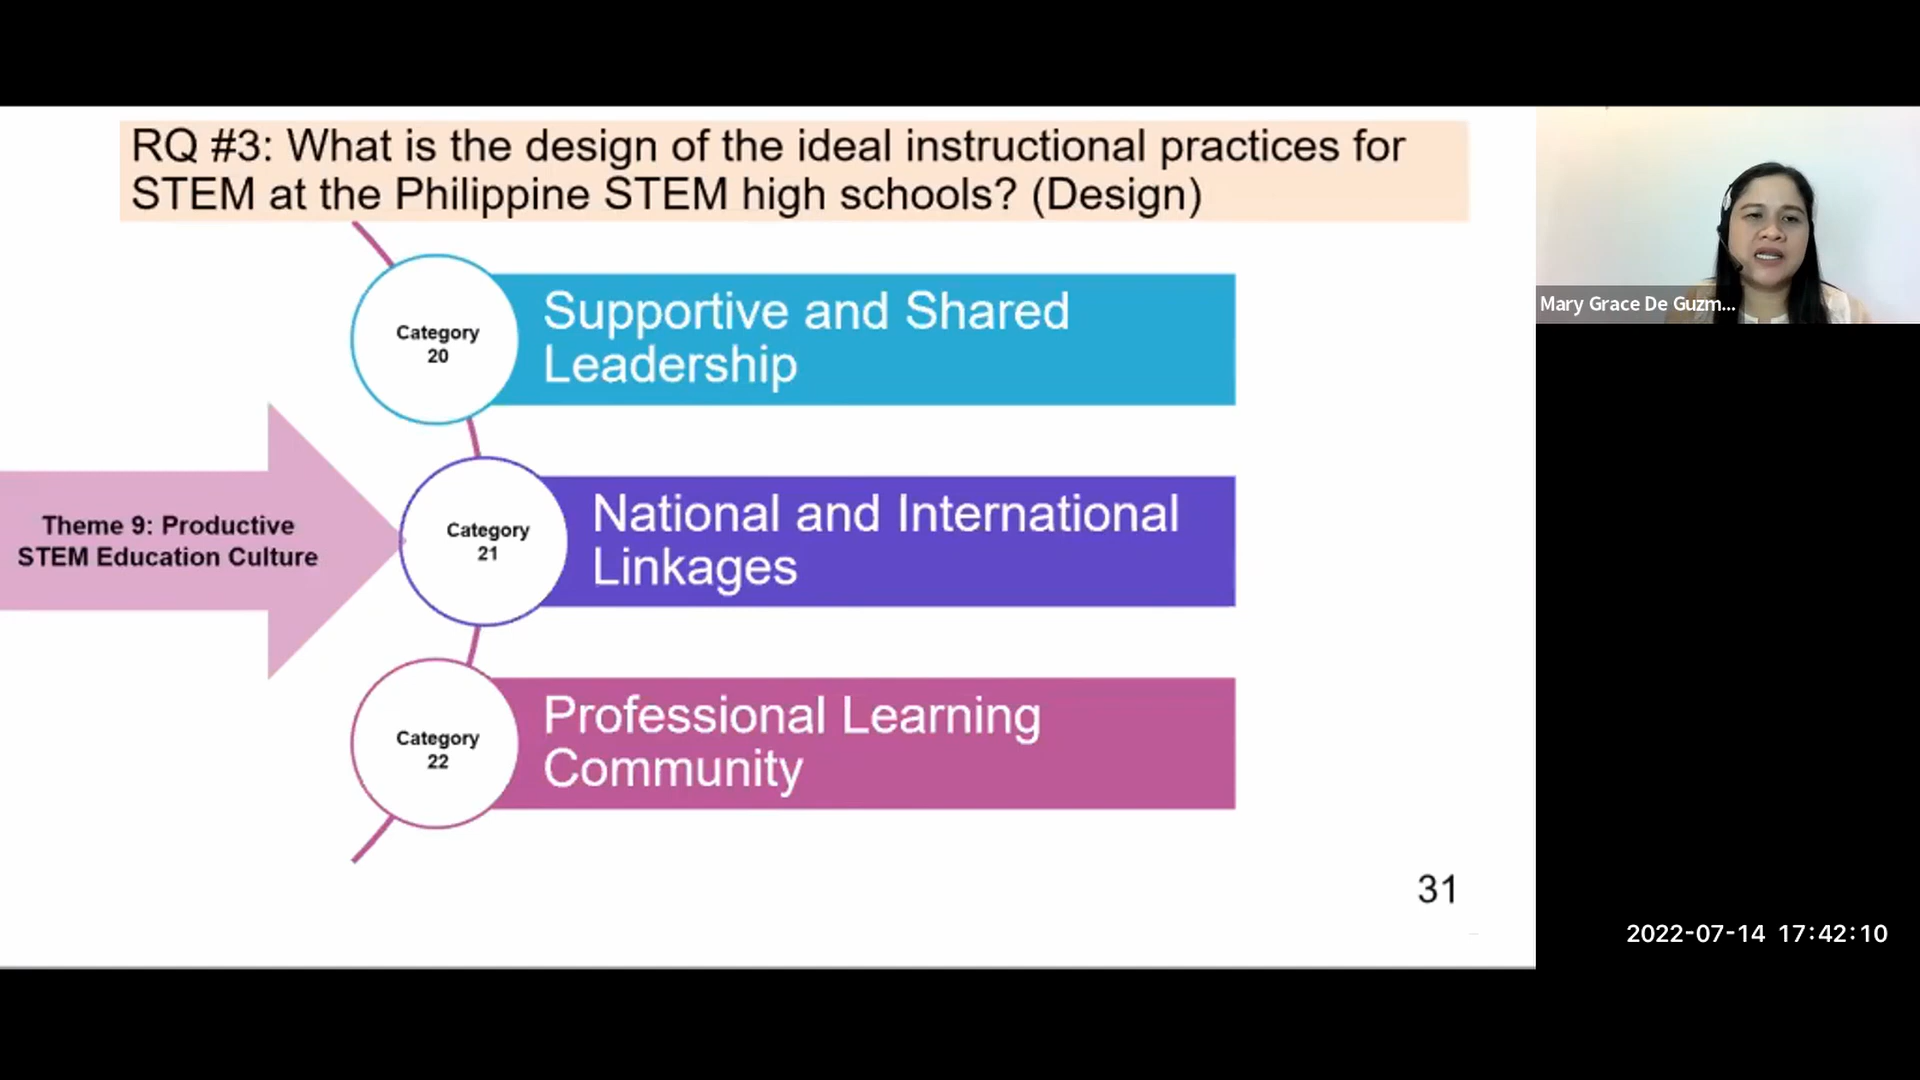 RQ #3: What is the design of the ideal instructional practices for
STEM at the Philippine STEM high schools? (Design)
Category
20
Supportive and Shared
Leadership
Theme 9: Productive
STEM Education Culture
Category
21
National and International
Linkages
Category
22
Professional Learning
Community
31
Mary Grace De Guzm...
2022-07-14 17:42:10